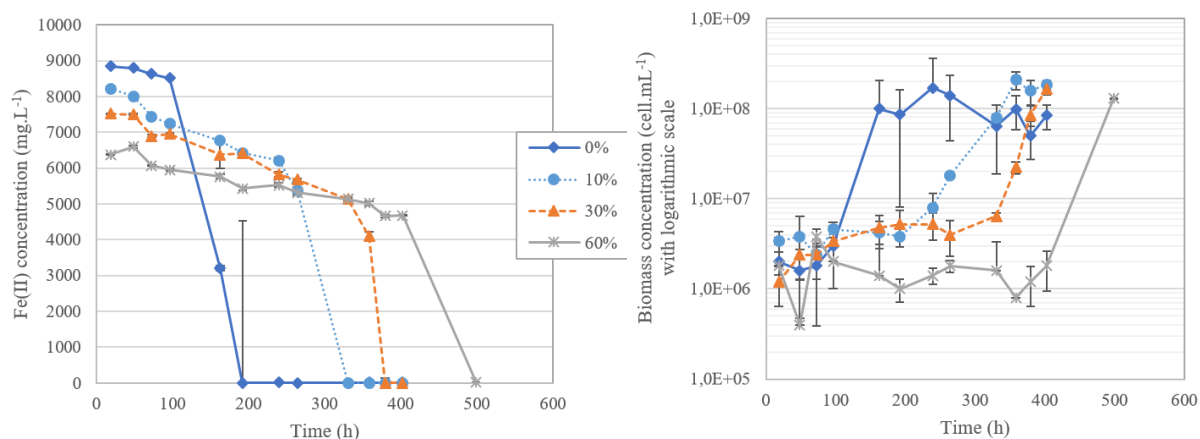 Fe(II) concentration (mg.L-1)
10000
9000
8000
7000
6000
5000
4000
3000
2000
1000
0
0 100 200 300 400 500 600
Time (h)
0%
10%
30%
60%
Biomass concentration (cell.mL-1)
with logarithmic scale
1,0E+09
1,0E+08
1,0E+07
1,0E+06
1,0E+05
0 100 200 300 400 500 600
Time (h)